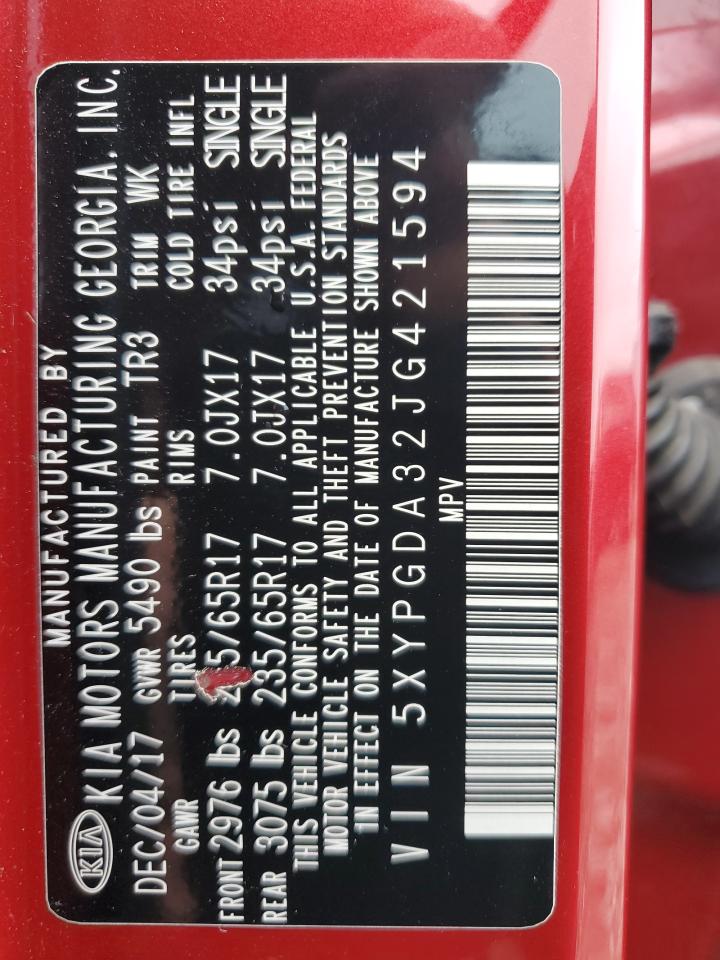 MANUFACTURED BY
KIA KIA MOTORS MANUFACTURING GEORGIA, INC.
DEC/04/17 GVWR 5490 lbs PAINT TR3 TRIM WK
GAWR TIRES RIMS COLD TIRE INFL
FRONT 2976 lbs 5/65R17 7.0JX17 34psi SINGLE
REAR 3075 lbs 235/65R17 7.0JX17 34psi SINGLE
THIS VEHICLE CONFORMS TO ALL APPLICABLE U.S.A. FEDERAL
MOTOR VEHICLE SAFETY AND THEFT PREVENTION STANDARDS
IN EFFECT ON THE DATE OF MANUFACTURE SHOWN ABOVE
VIN 5XYPGDA32JG421594
MPV